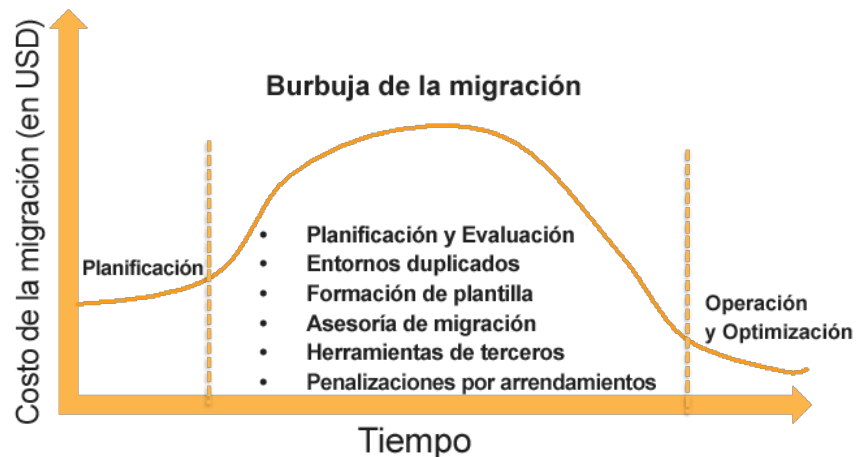 Costo de la migración (en USD)
Burbuja de la migración
Planificación
• Planificación y Evaluación
• Entornos duplicados
• Formación de plantilla
• Asesoría de migración
• Herramientas de terceros
• Penalizaciones por arrendamientos
Operación
y Optimización
Tiempo